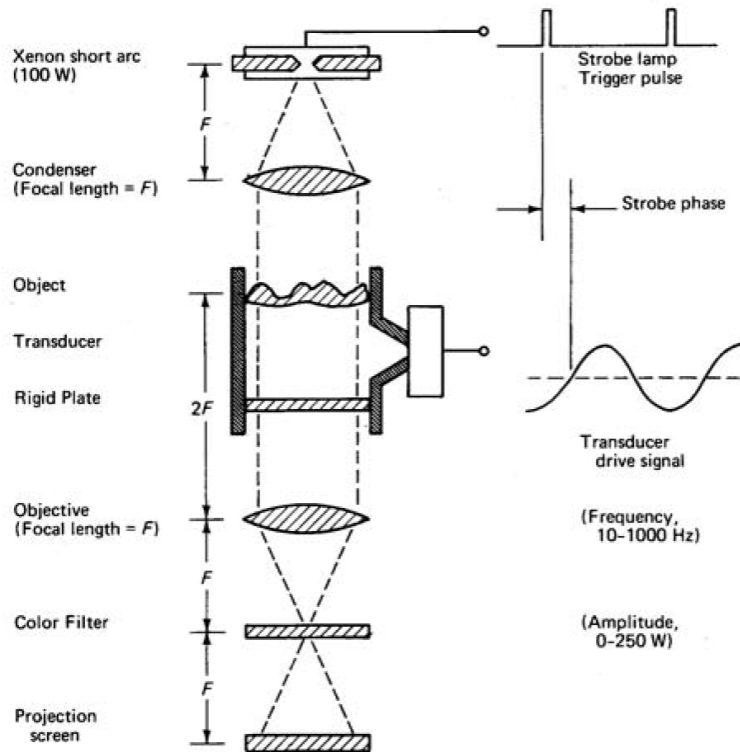 Xenon short arc
(100 W)
F
Condenser
(Focal length = F)
Object
Transducer
Rigid Plate
2F
Objective
(Focal length = F)
F
Color Filter
F
Projection
screen
Strobe lamp
Trigger pulse
Strobe phase
Transducer
drive signal
(Frequency,
10-1000 Hz)
(Amplitude,
0-250 W)